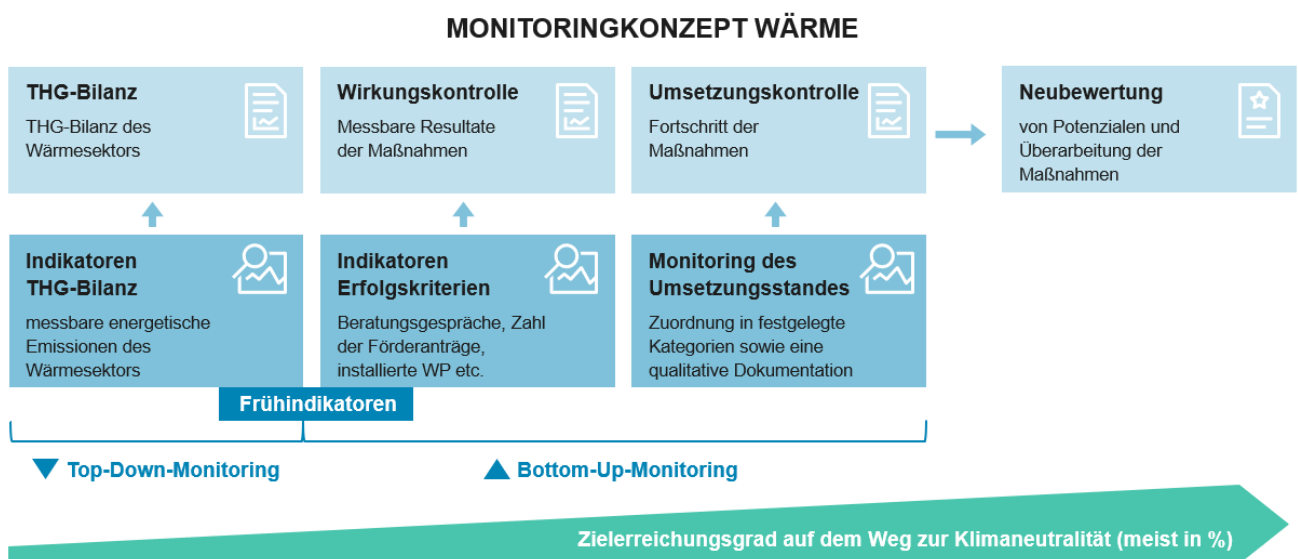 MONITORINGKONZEPT WÄRME
THG-Bilanz
THG-Bilanz des
Wärmesektors
Wirkungskontrolle
Messbare Resultate
der Maßnahmen
Umsetzungskontrolle
Fortschritt der
Maßnahmen
Neubewertung
von Potenzialen und
Überarbeitung der
Maßnahmen
Indikatoren
THG-Bilanz
messbare energetische
Emissionen des
Wärmesektors
Indikatoren
Erfolgskriterien
Beratungsgespräche, Zahl
der Förderanträge,
installierte WP etc.
Monitoring des
Umsetzungsstandes
Zuordnung in festgelegte
Kategorien sowie eine
qualitative Dokumentation
Frühindikatoren
Top-Down-Monitoring
Bottom-Up-Monitoring
Zielerreichungsgrad auf dem Weg zur Klimaneutralität (meist in %)